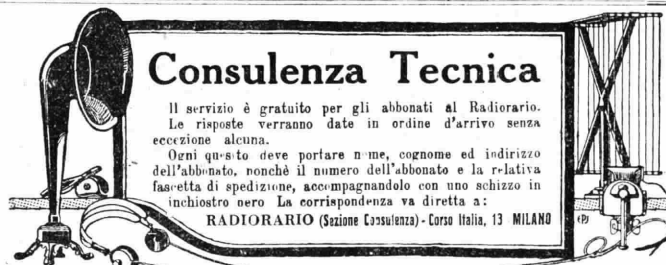 Consulenza Tecnica
Il servizio è gratuito per gli abbonati al Radiorario.
Le risposte verranno date in ordine d'arrivo senza
eccezione alcuna.
Ogni quesito deve portare nome, cognome ed indirizzo
dell'abbonato, nonchè il numero dell'abbonato e la relativa
fascetta di spedizione, accompagnandolo con uno schizzo in
inchiostro nero La corrispondenza va diretta a:
RADIORARIO (Sezione Consulenza) - Corso Italia, 13 MILANO